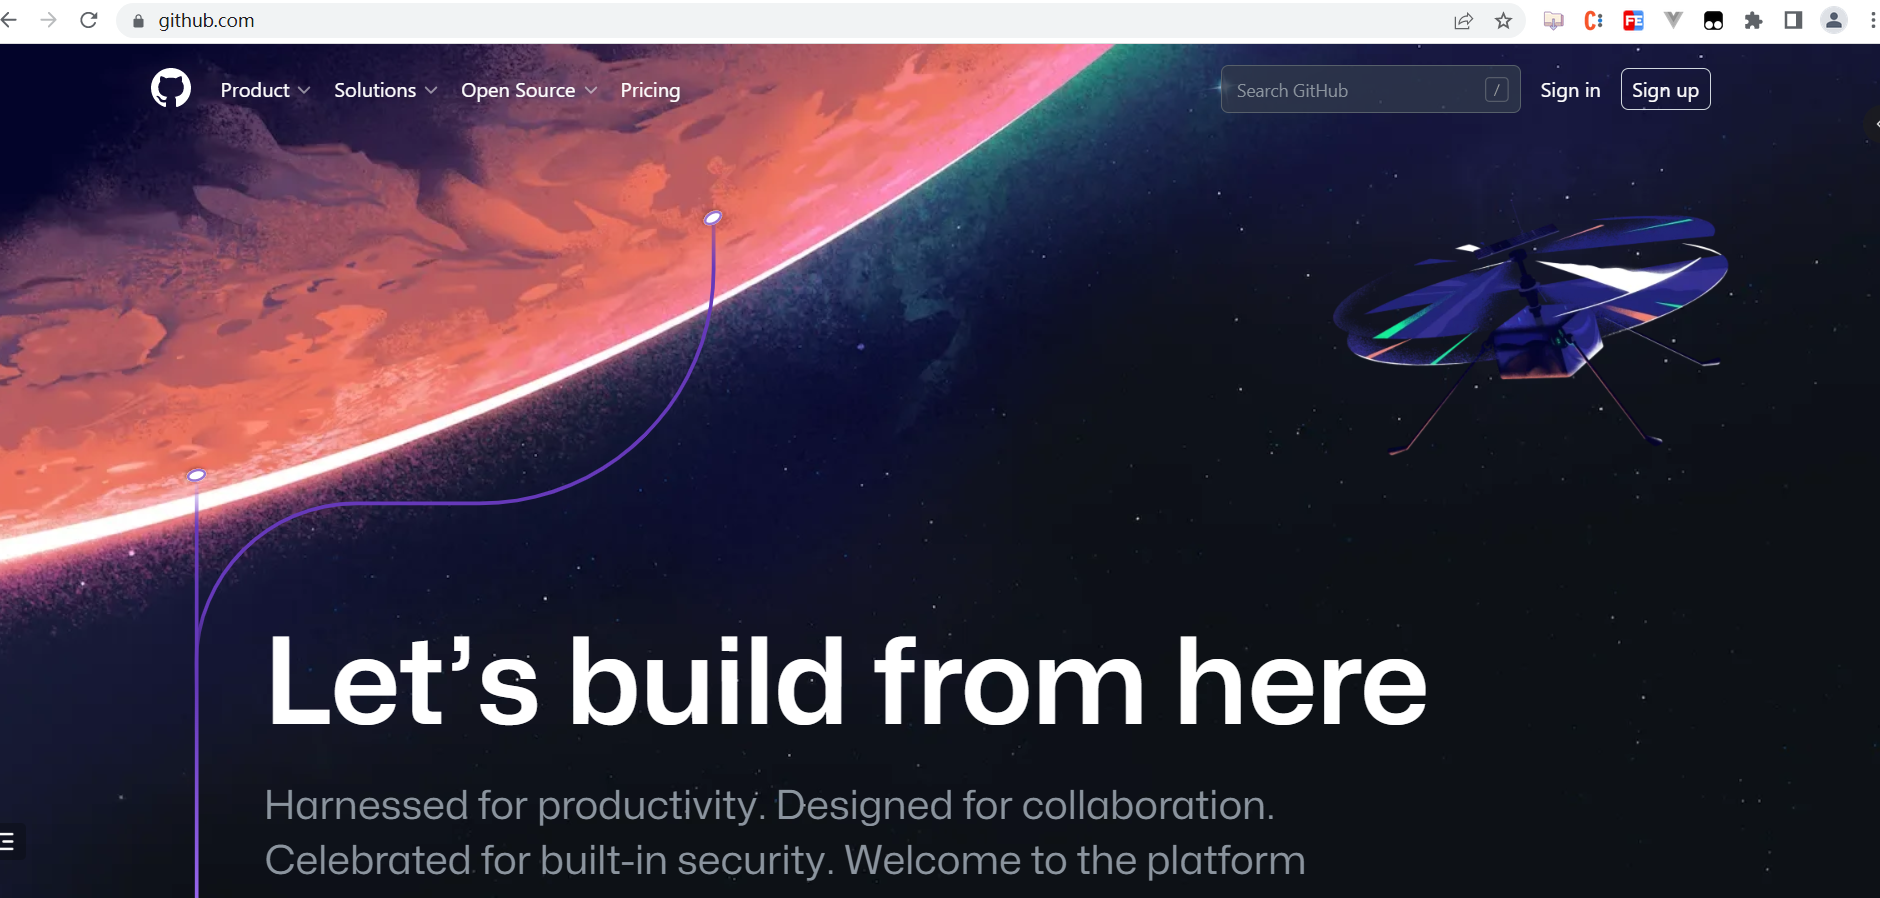 github.com
FE
Product Solutions Open Source Pricing
Search GitHub /
Sign in Sign up
Let’s build from here
Harnessed for productivity. Designed for collaboration.
Celebrated for built-in security. Welcome to the platform